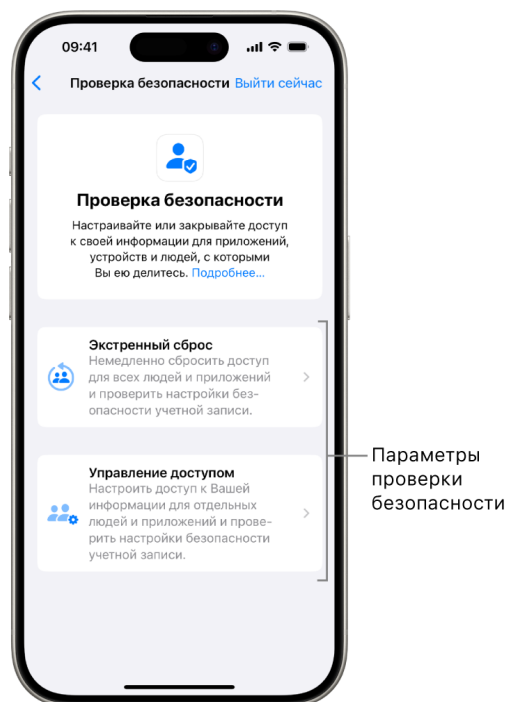 09:41
Проверка безопасности Выйти сейчас
Проверка безопасности
Настраивайте или закрывайте доступ
к своей информации для приложений,
устройств и людей, с которыми
Вы ею делитесь. Подробнее...
Экстренный сброс
Немедленно сбросить доступ
для всех людей и приложений
и проверить настройки без-
опасности учетной записи.
Управление доступом
Настроить доступ к Вашей
информации для отдельных
людей и приложений и прове-
рить настройки безопасности
учетной записи.
Параметры
проверки
безопасности